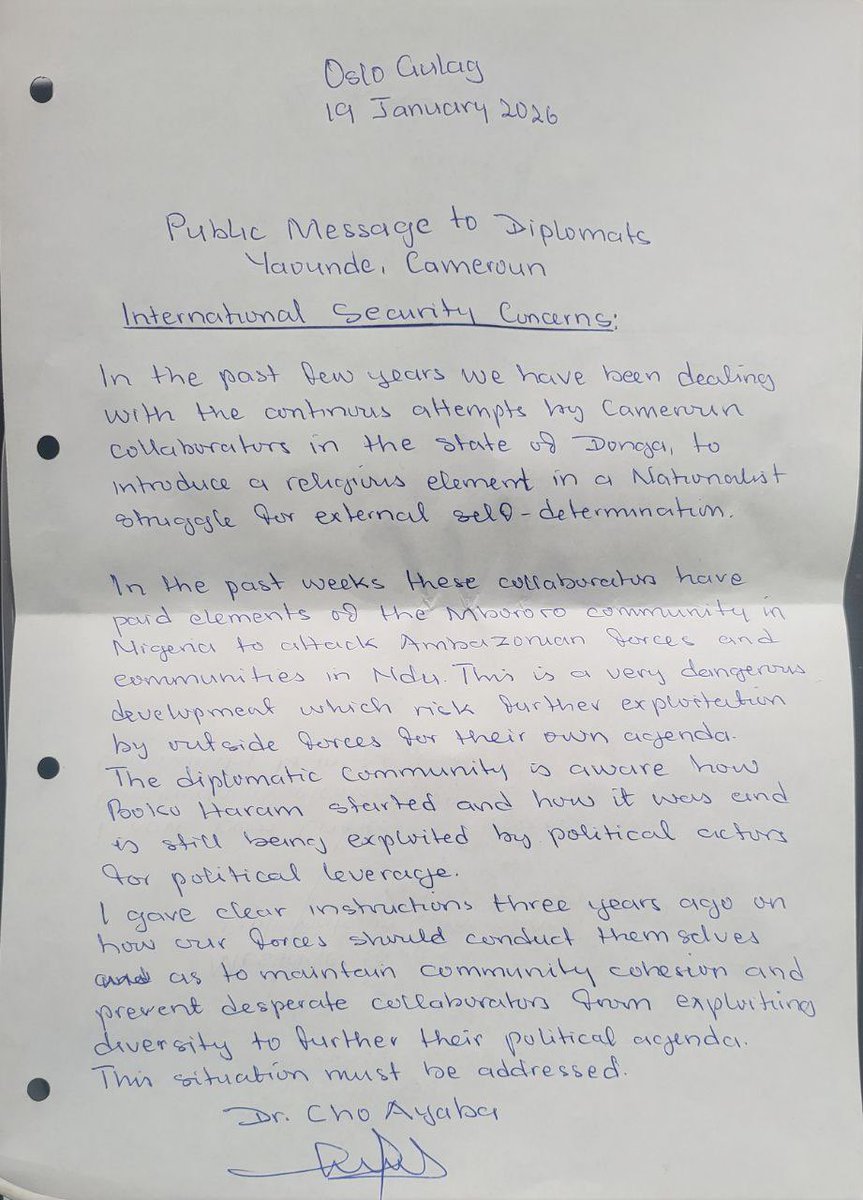 Oslo Gulag
19 January 2026
Public Message to Diplomats
Yaounde, Cameroun
International Security Concerns:
In the past few years we have been dealing
with the continous attempts by Cameroun
collaborators in the state of Donga, to
introduce a religious element in a Nationalist
struggle for external self-determination.
In the past weeks these collaborators have
paid elements of the Mbororo community in
Nigeria to attack Ambazonian forces and
communities in Ndu. This is a very dangerous
development which risk further exploitation
by outside forces for their own agenda.
The diplomatic community is aware how
Booko Haram started and how it was and
is still being exploited by political actors
for political leverage.
I gave clear instructions three years ago on
how our forces should conduct themselves
and as to maintain community cohesion and
prevent desperate collaborators from exploiting
diversity to further their political agenda.
This situation must be addressed.
Dr. Cho Ayaba